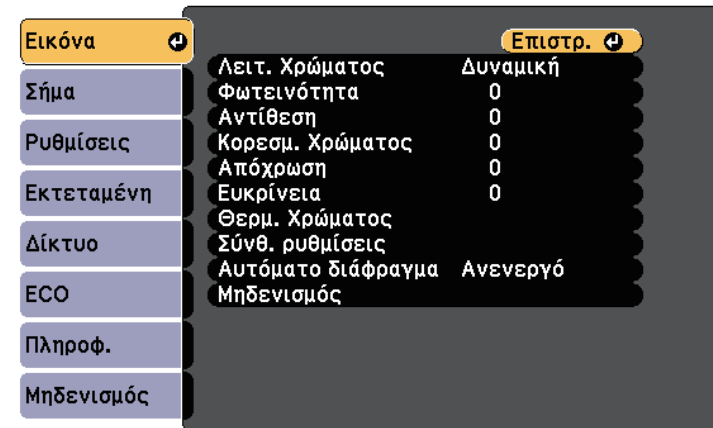 Εικόνα
Σήμα
Ρυθμίσεις
Εκτεταμένη
Δίκτυο
ECO
Πληροφ.
Μηδενισμός
Επιστρ.
Λειτ. Χρώματος Δυναμική
Φωτεινότητα 0
Αντίθεση 0
Κορεσμ. Χρώματος 0
Απόχρωση 0
Ευκρίνεια 0
Θερμ. Χρώματος
Σύνθ. ρυθμίσεις
Αυτόματο διάφραγμα Ανενεργό
Μηδενισμός